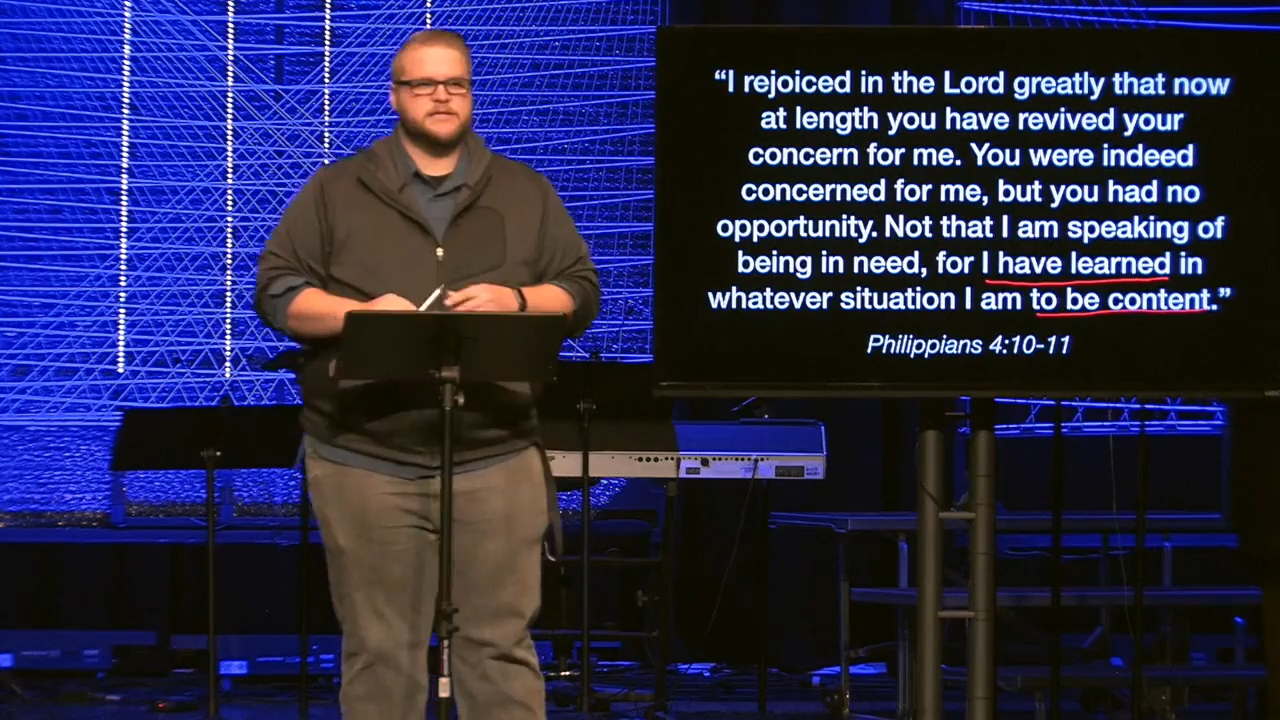 “I rejoiced in the Lord greatly that now
at length you have revived your
concern for me. You were indeed
concerned for me, but you had no
opportunity. Not that I am speaking of
being in need, for I have learned in
whatever situation I am to be content.”
Philippians 4:10-11